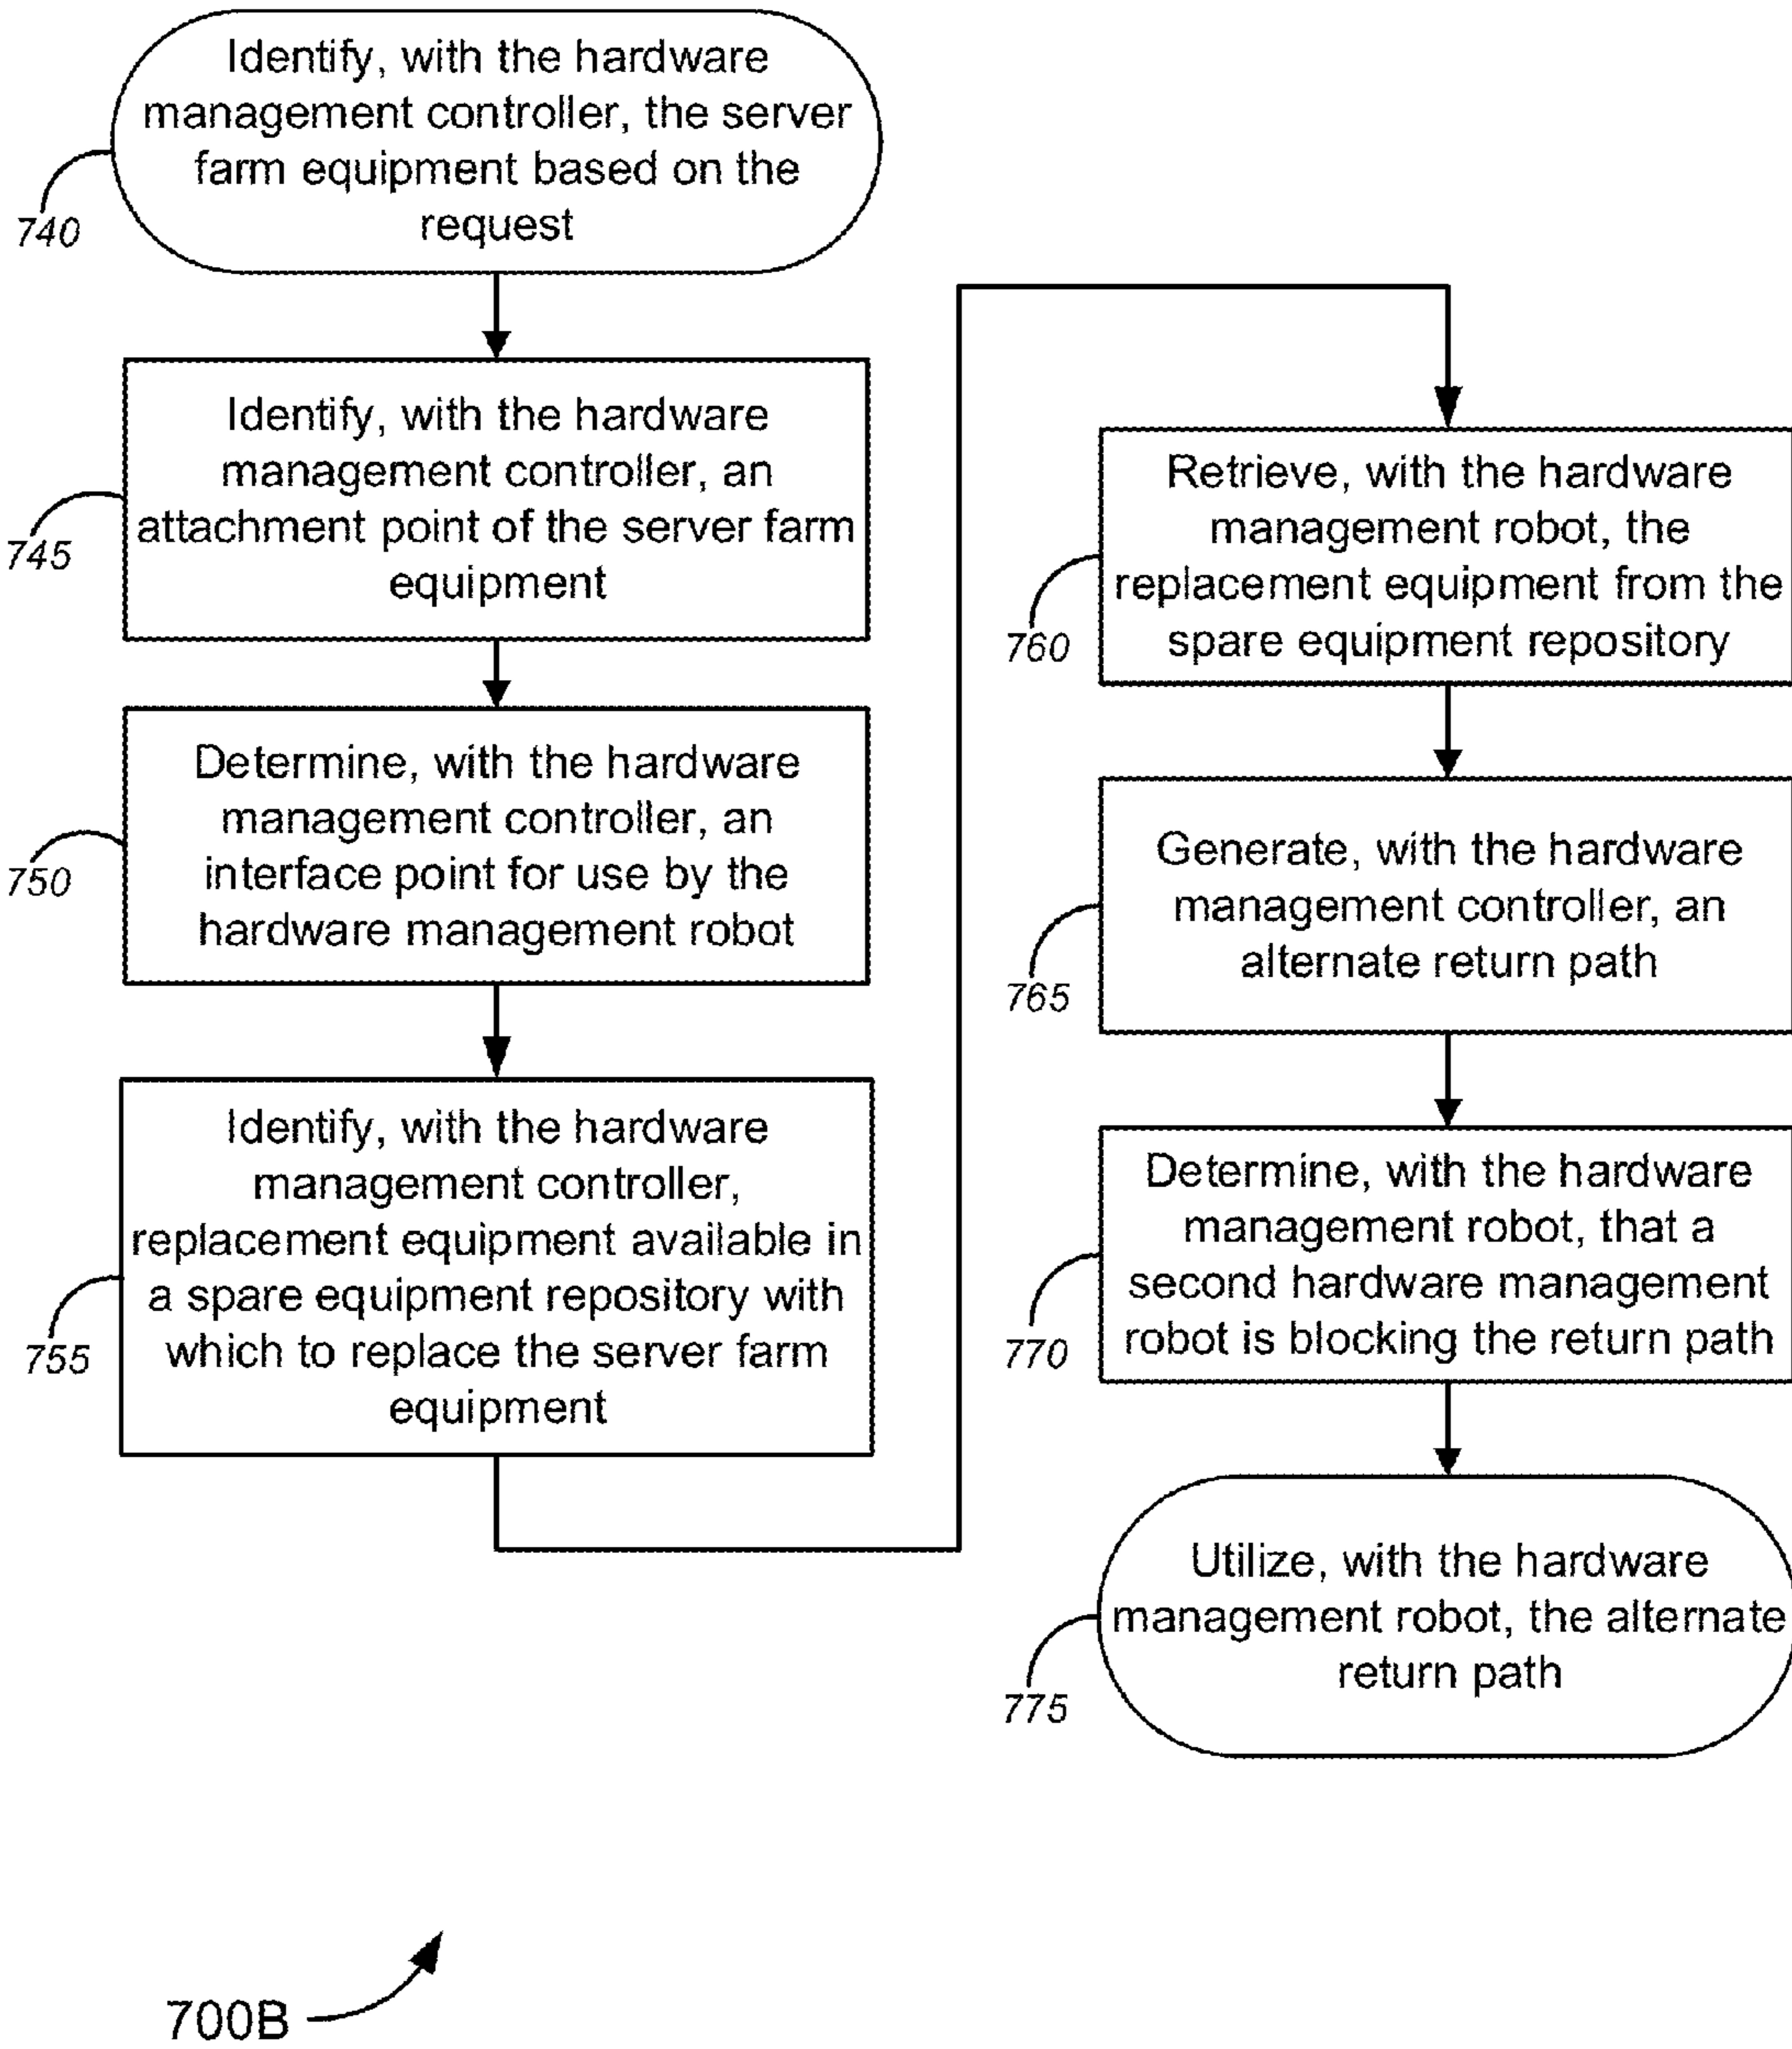 Identify, with the hardware
management controller, the server
farm equipment based on the
request
740
Identify, with the hardware
management controller, an
attachment point of the server farm
equipment
745
Determine, with the hardware
management controller, an
interface point for use by the
hardware management robot
750
Identify, with the hardware
management controller,
replacement equipment available in
a spare equipment repository with
which to replace the server farm
equipment
755
Retrieve, with the hardware
management robot, the
replacement equipment from the
spare equipment repository
760
Generate, with the hardware
management controller, an
alternate return path
765
Determine, with the hardware
management robot, that a
second hardware management
robot is blocking the return path
770
Utilize, with the hardware
management robot, the alternate
return path
775
700B